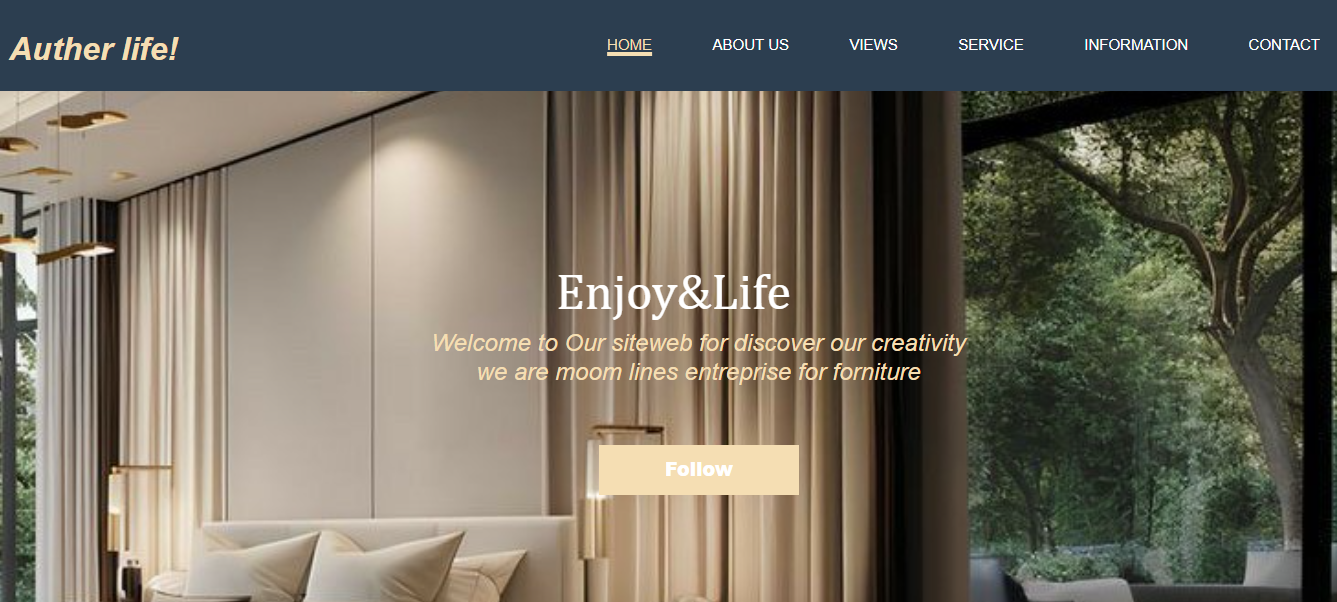 Auther life!
HOME ABOUT US VIEWS SERVICE INFORMATION CONTACT
Enjoy&Life
Welcome to Our siteweb for discover our creativity
we are moom lines entreprise for forniture
Follow